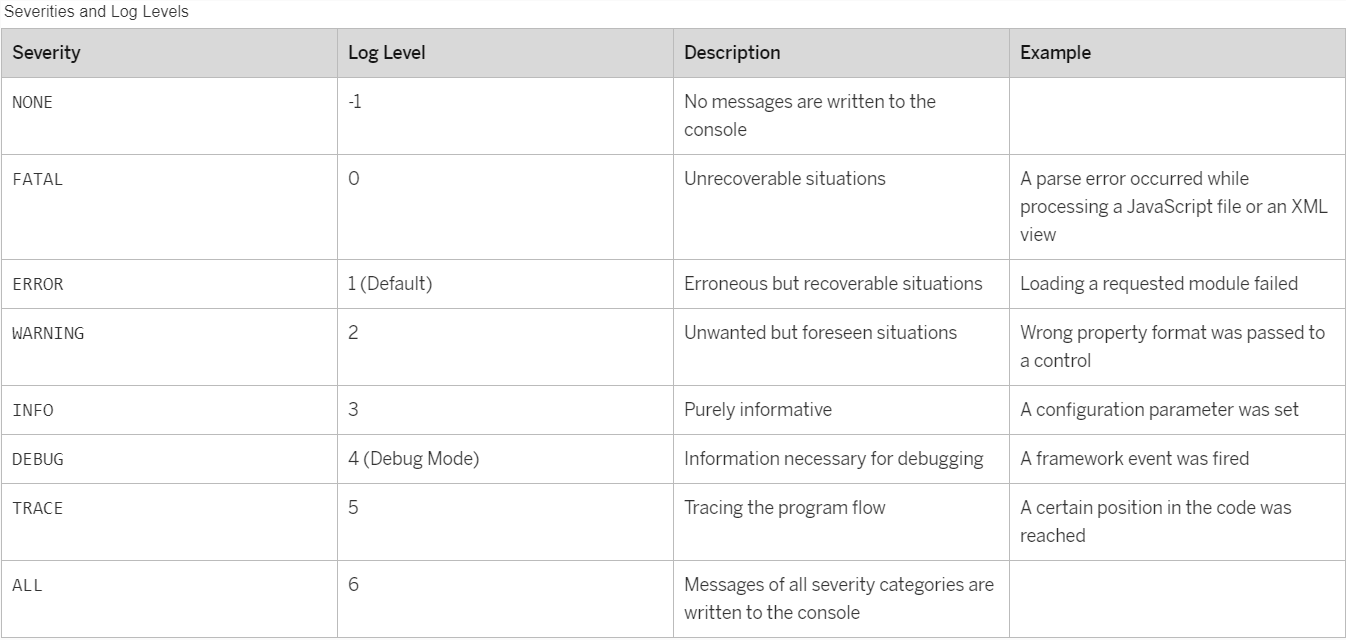 Severities and Log Levels
Severity Log Level Description Example
NONE -1 No messages are written to the
console
FATAL 0 Unrecoverable situations A parse error occurred while
processing a JavaScript file or an XML
view
ERROR 1 (Default) Erroneous but recoverable situations Loading a requested module failed
WARNING 2 Unwanted but foreseen situations Wrong property format was passed to
a control
INFO 3 Purely informative A configuration parameter was set
DEBUG 4 (Debug Mode) Information necessary for debugging A framework event was fired
TRACE 5 Tracing the program flow A certain position in the code was
reached
ALL 6 Messages of all severity categories are
written to the console